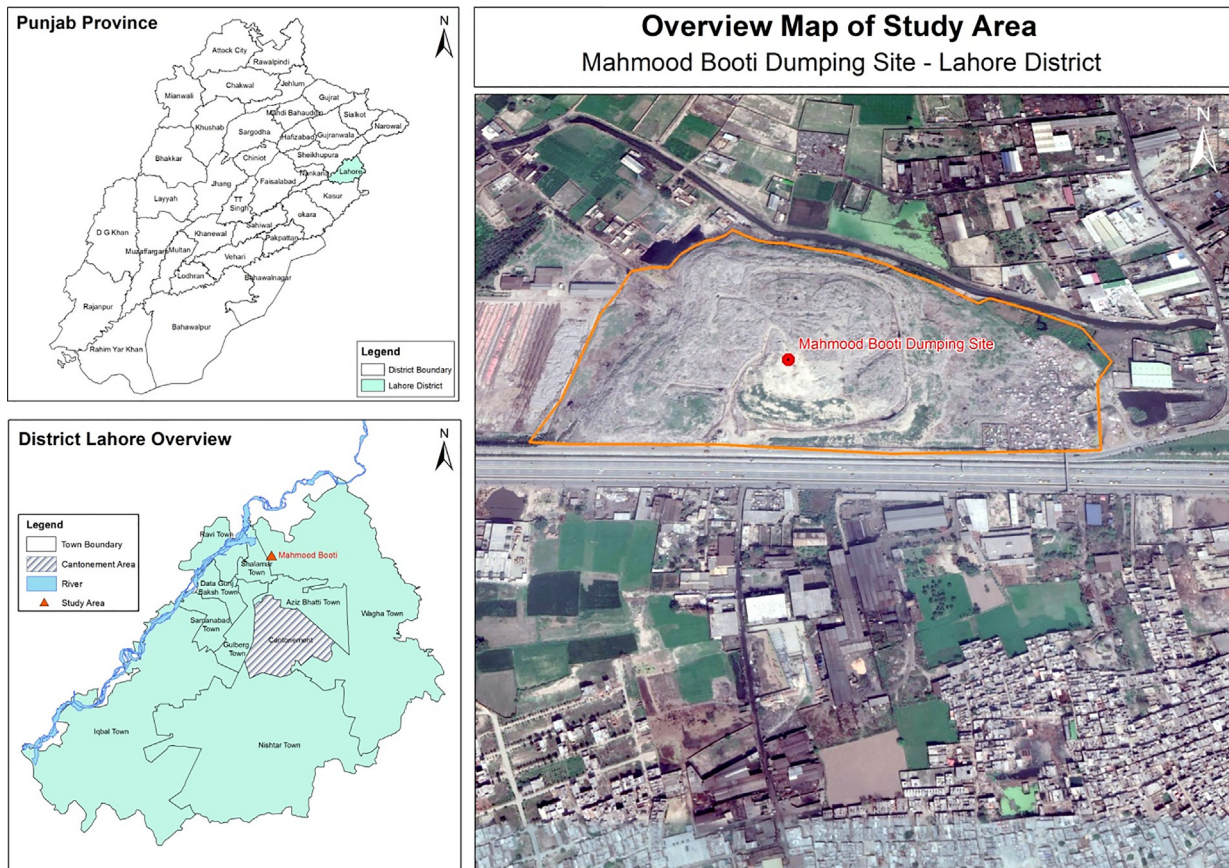 Punjab Province
N
Attock City
Rawalpindi
Chakwal
Jehlum
Mianwali
Gujrat
Mandi Bahauddin
Sialkot
Khushab
Narowal
Sargodha
Hafizabad
Gujranwala
Sheikhupura
Bhakkar
Chiniot
Nankana
Lahore
Jhang
Faisalabad
Kasur
Layyah
TT
Singh
okara
Sahiwal
D G Khan
Khanewal
Pakpattan
Muzaffargarh
Multan
Vehari
Lodhran
Bahawalnagar
Rajanpur
Bahawalpur
Rahim Yar Khan
Legend
District Boundary
Lahore District
District Lahore Overview
N
Legend
Town Boundary
Cantonement Area
River
Study Area
Ravi Town
Mahmood Booti
Shalamar
Town
Data Gunj
Baksh Town
Aziz Bhatti Town
Wagha Town
Samanabad
Town
Cantonement
Gulberg
Town
Iqbal Town
Nishtar Town
Overview Map of Study Area
Mahmood Booti Dumping Site - Lahore District
N
Mahmood Booti Dumping Site